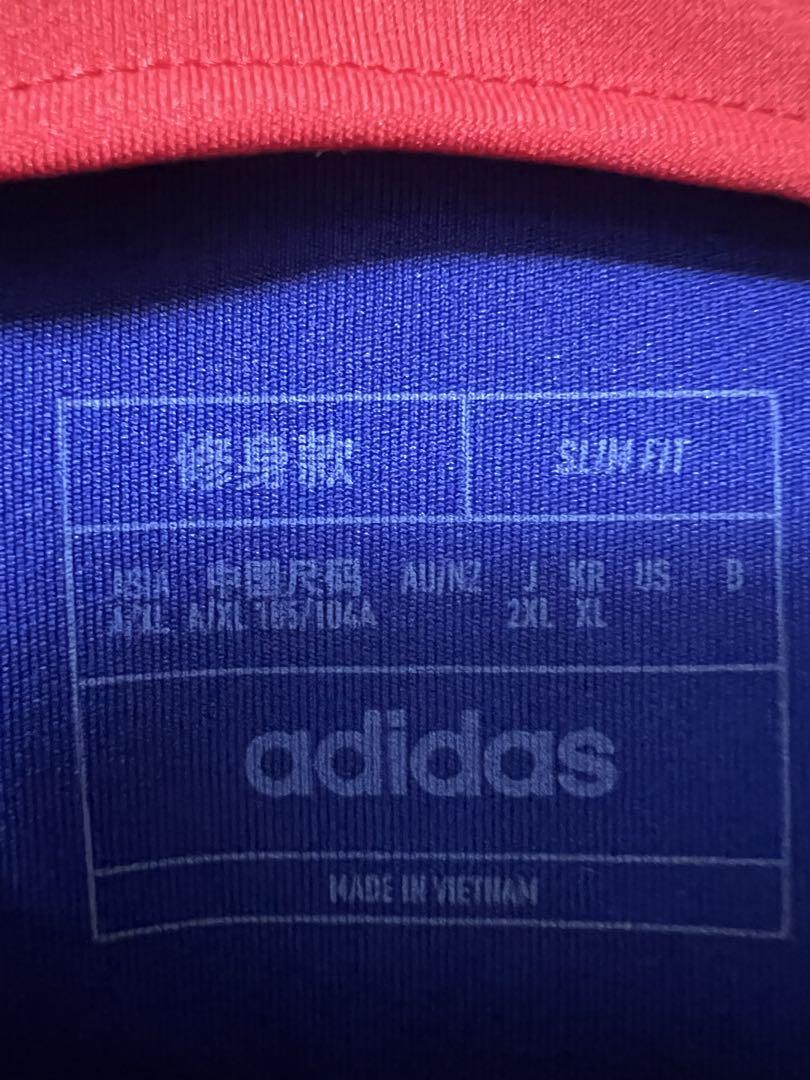 修身款 SLIM FIT
ASIA 中国尺码 AU/NZ J KR US B
A/XL A/XL 185/104A 2XL XL
adidas
MADE IN VIETNAM